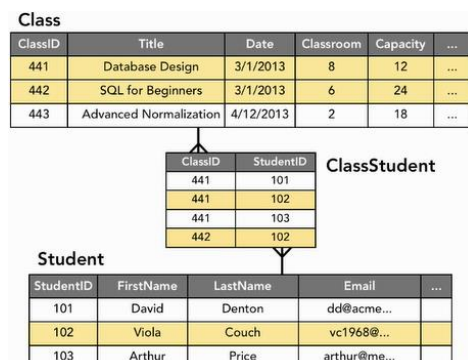 Class
ClassID Title Date Classroom Capacity ...
441 Database Design 3/1/2013 8 12 ...
442 SQL for Beginners 3/1/2013 6 24 ...
443 Advanced Normalization 4/12/2013 2 18 ...
ClassID StudentID
ClassStudent
441 101
441 102
441 103
442 102
Student
StudentID FirstName LastName Email ...
101 David Denton dd@acme...
102 Viola Couch vc1968@...
103 Arthur Price arthur@me...